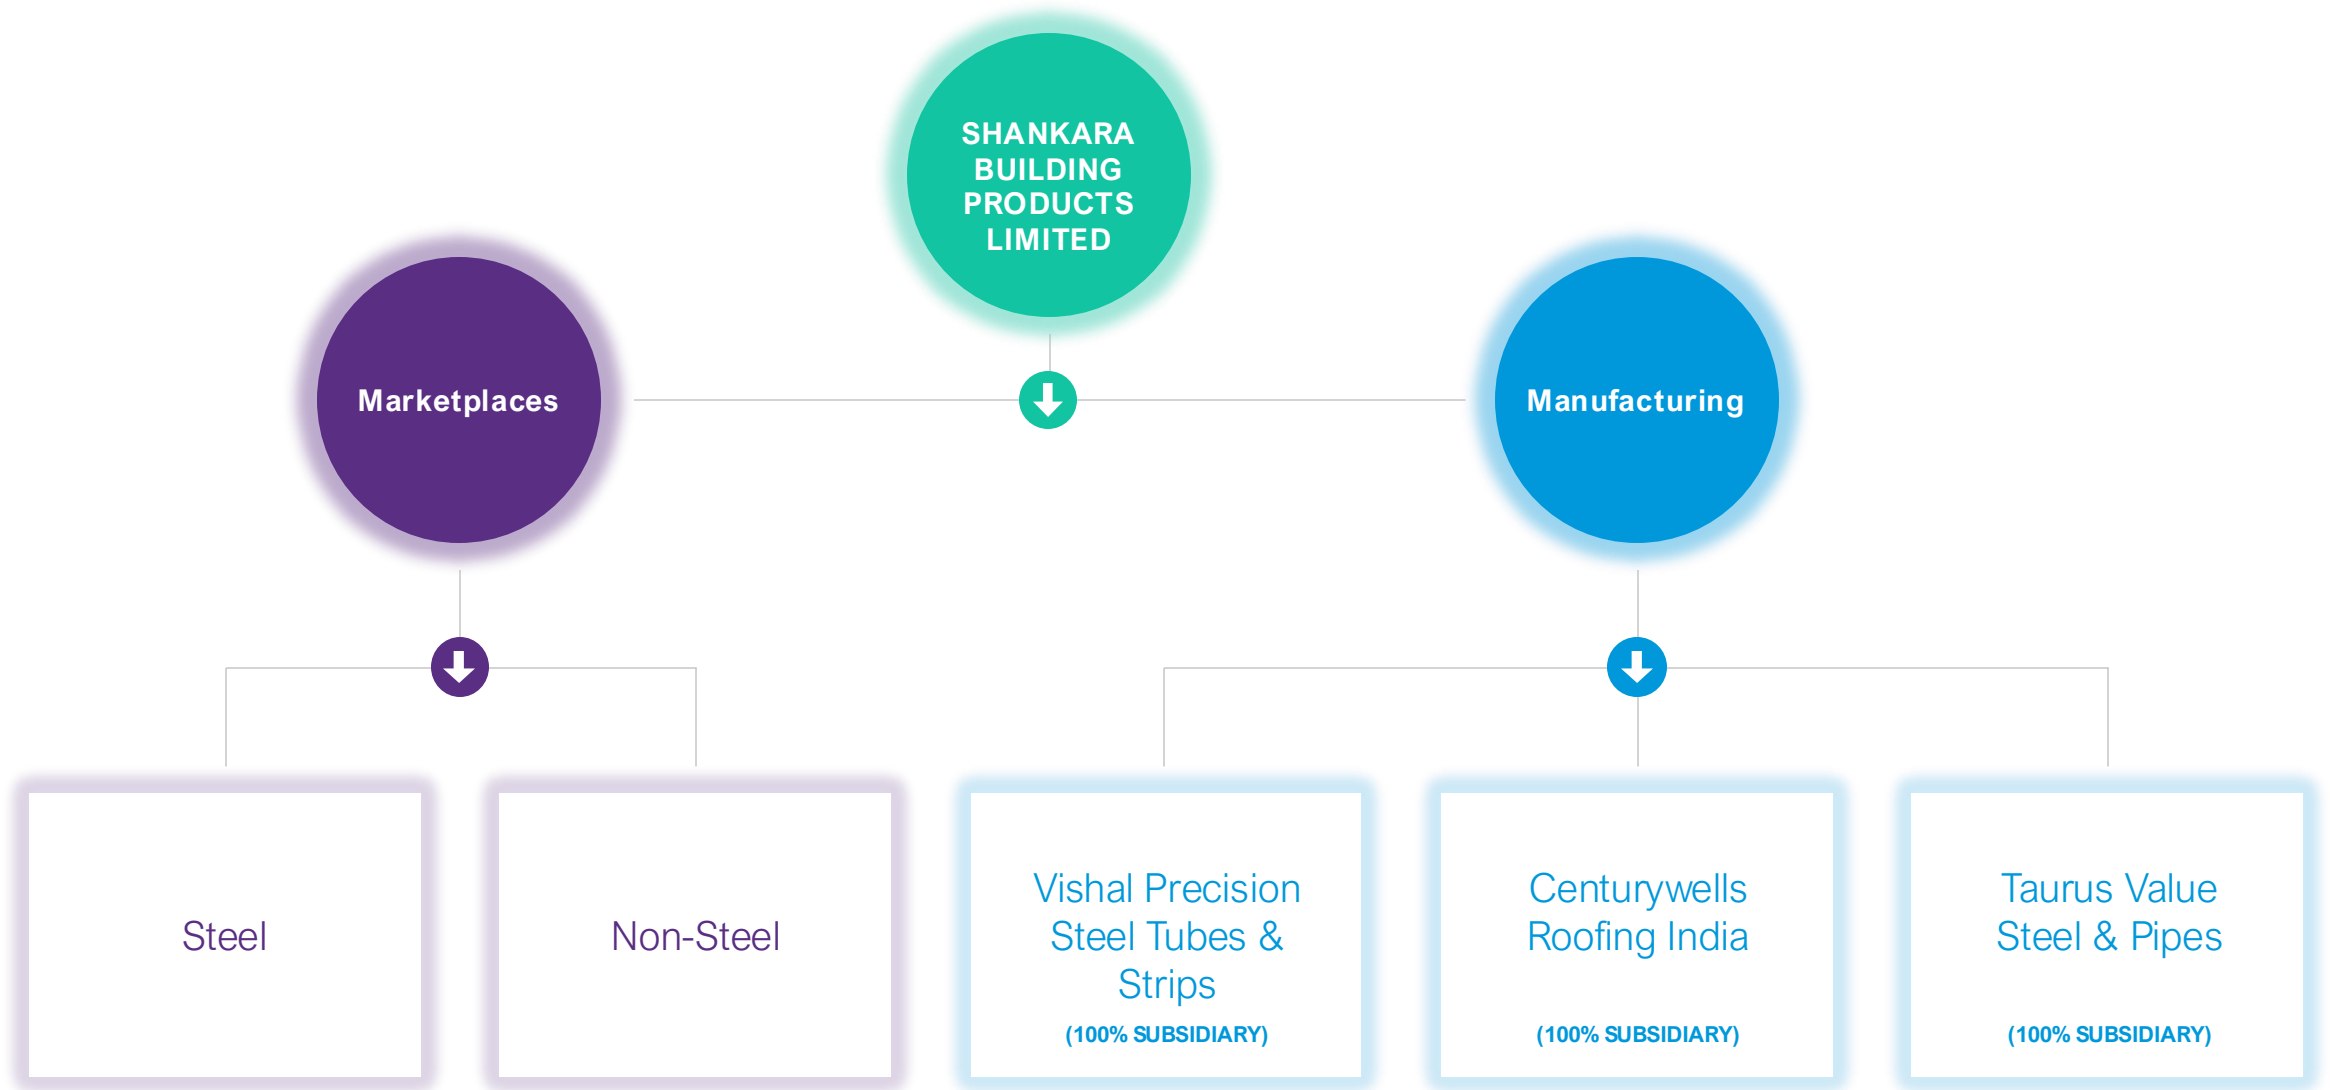 SHANKARA
BUILDING
PRODUCTS
LIMITED
Marketplaces
Manufacturing
Steel
Non-Steel
Vishal Precision
Steel Tubes &
Strips
(100% SUBSIDIARY)
Centurywells
Roofing India
(100% SUBSIDIARY)
Taurus Value
Steel & Pipes
(100% SUBSIDIARY)